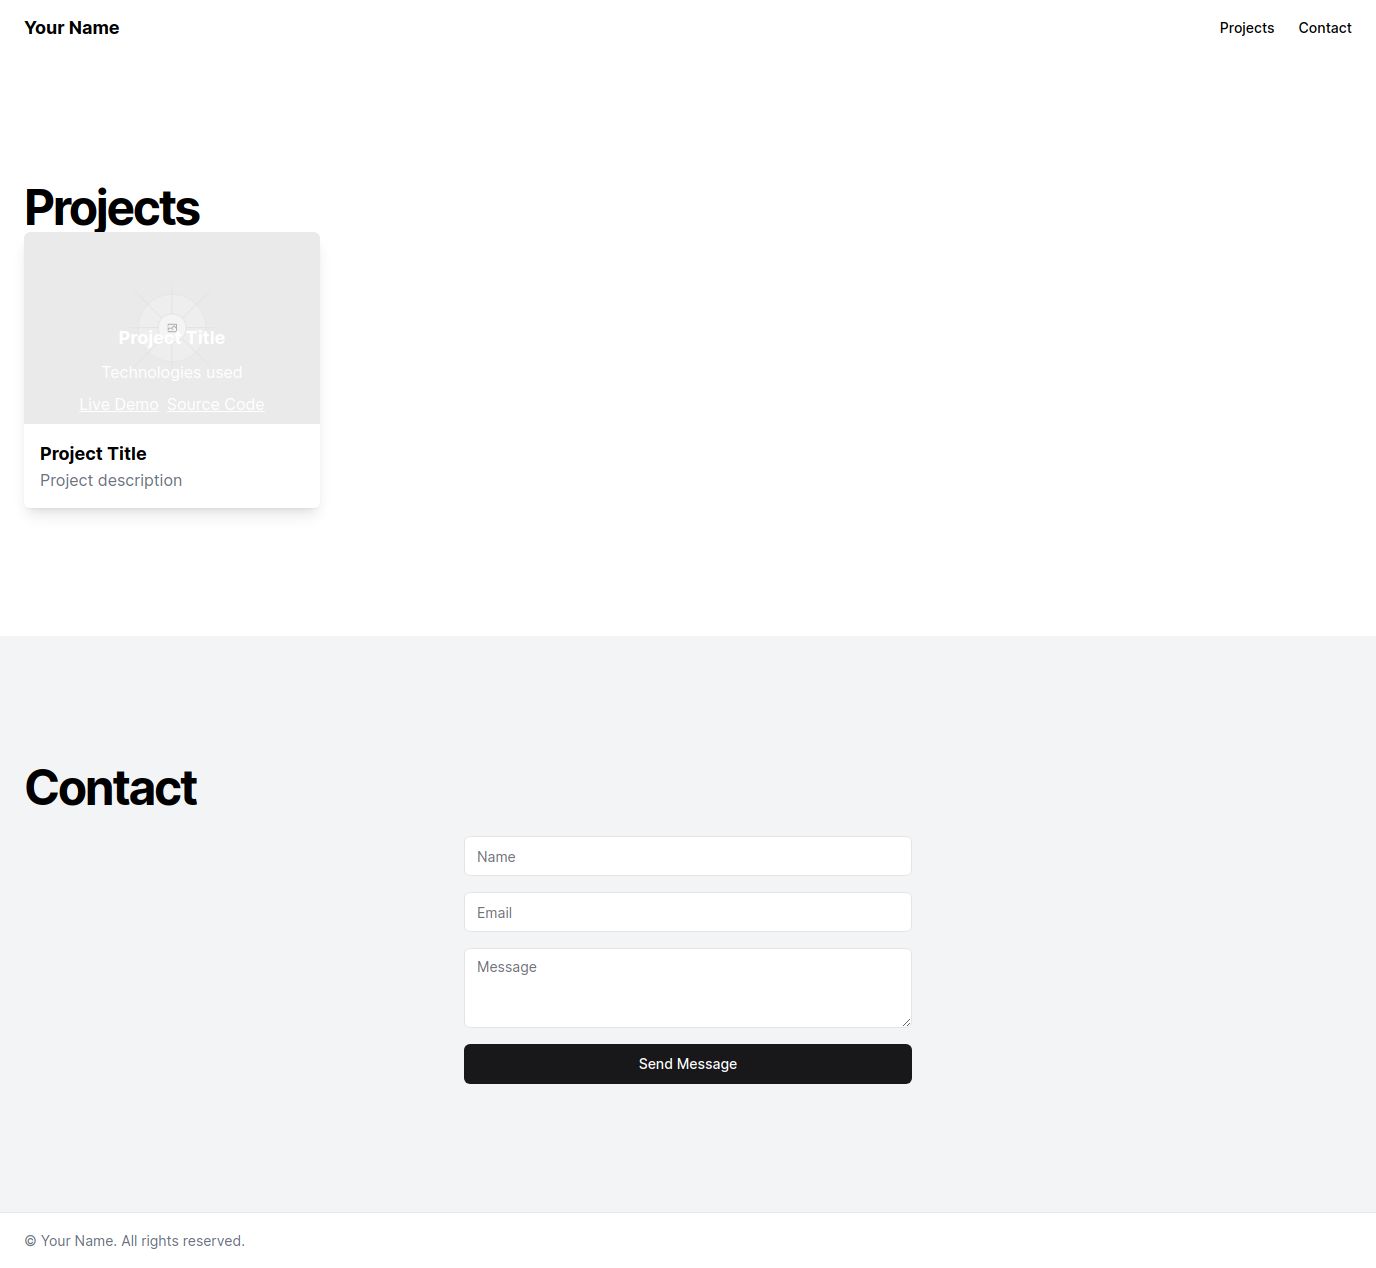 Your Name
Projects Contact
Projects
Project Title
Technologies used
Live Demo Source Code
Project Title
Project description
Contact
Name
Email
Message
Send Message
© Your Name. All rights reserved.